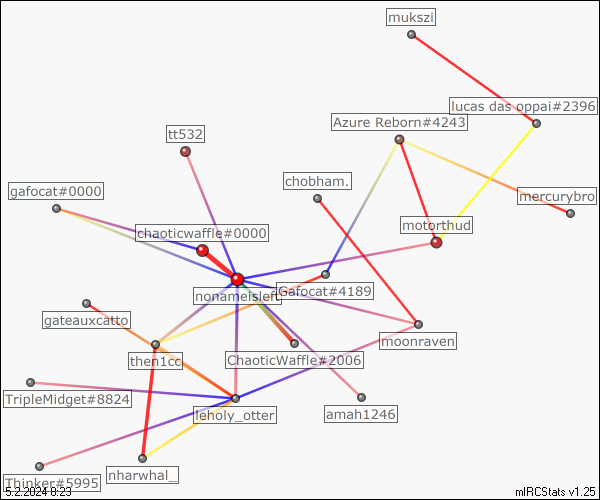 mukszi
lucas das oppai#2396
Azure Reborn#4243
tt532
chobham.
gafocat#0000
mercurybro
chaoticwaffle#0000
motorthud
nonameisleft
Gafocat#4189
gateauxcatto
moonraven
ChaoticWaffle#2006
then1cc
TripleMidget#8824
leholy_otter
amah1246
nharwhal_
Thinker#5995
5.2.2024 8:23
mIRCStats v1.25